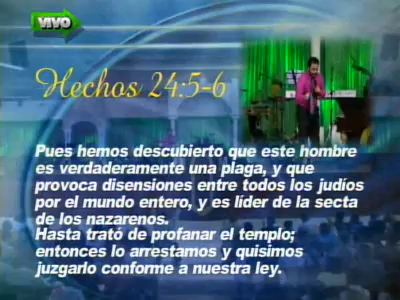 VIVO
Hechos 24:5-6
Pues hemos descubierto que este hombre
es verdaderamente una plaga, y que
provoca disensiones entre todos los judíos
por el mundo entero, y es líder de la secta
de los nazarenos.
Hasta trató de profanar el templo;
entonces lo arrestamos y quisimos
juzgarlo conforme a nuestra ley.